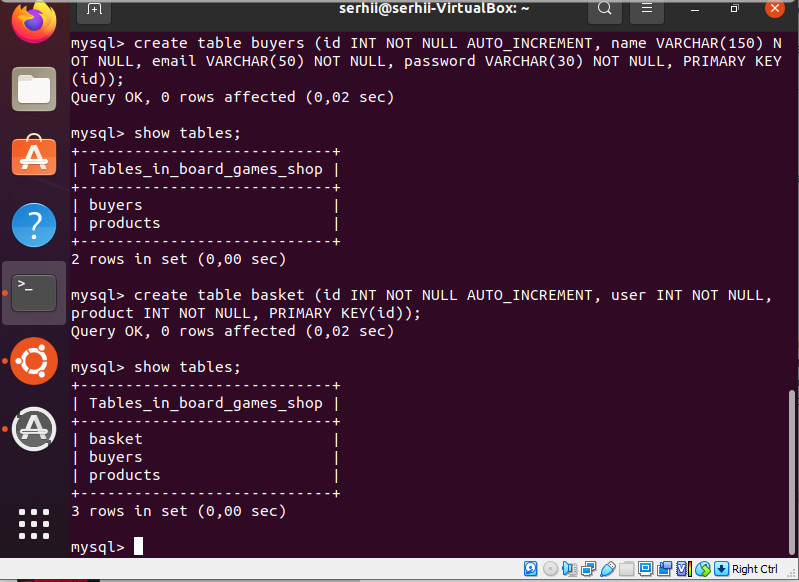 serhii@serhii-VirtualBox: ~
mysql> create table buyers (id INT NOT NULL AUTO_INCREMENT, name VARCHAR(150) N
OT NULL, email VARCHAR(50) NOT NULL, password VARCHAR(30) NOT NULL, PRIMARY KEY
(id));
Query OK, 0 rows affected (0,02 sec)
mysql> show tables;
+-----------------------------+
| Tables_in_board_games_shop |
+-----------------------------+
| buyers                      |
| products                    |
+-----------------------------+
2 rows in set (0,00 sec)
mysql> create table basket (id INT NOT NULL AUTO_INCREMENT, user INT NOT NULL,
product INT NOT NULL, PRIMARY KEY(id));
Query OK, 0 rows affected (0,02 sec)
mysql> show tables;
+-----------------------------+
| Tables_in_board_games_shop |
+-----------------------------+
| basket                      |
| buyers                      |
| products                    |
+-----------------------------+
3 rows in set (0,00 sec)
mysql>
Right Ctrl